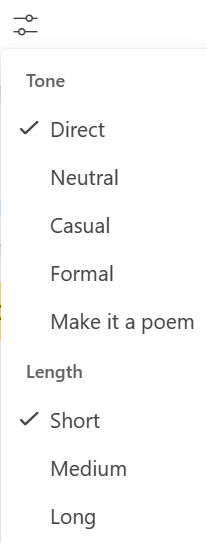 Tone
Direct
Neutral
Casual
Formal
Make it a poem
Length
Short
Medium
Long